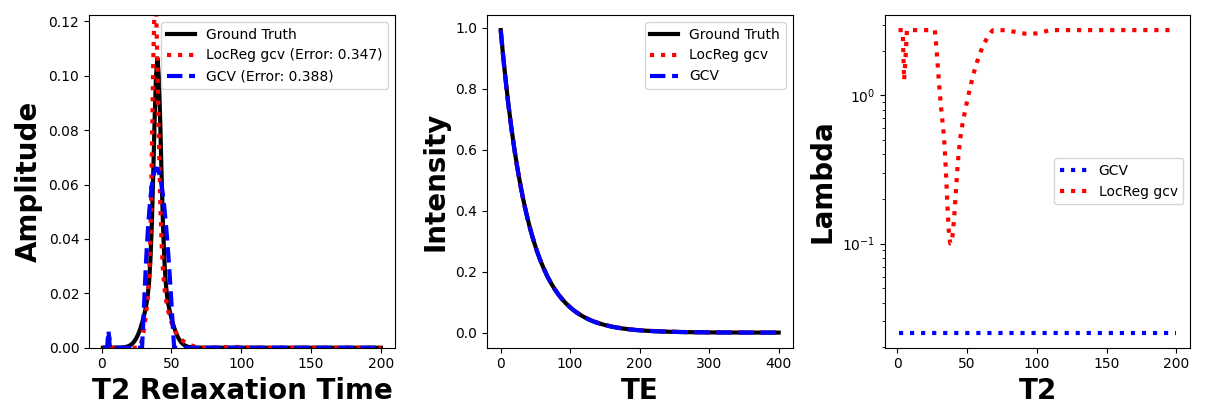 Amplitude
0.12
0.10
0.08
0.06
0.04
0.02
0.00
0
50
100
150
200
T2 Relaxation Time
Ground Truth
LocReg gcv (Error: 0.347)
GCV (Error: 0.388)
Intensity
1.0
0.8
0.6
0.4
0.2
0.0
0
100
200
300
400
TE
Ground Truth
LocReg gcv
GCV
Lambda
10⁰
10⁻¹
0
50
100
150
200
T2
GCV
LocReg gcv